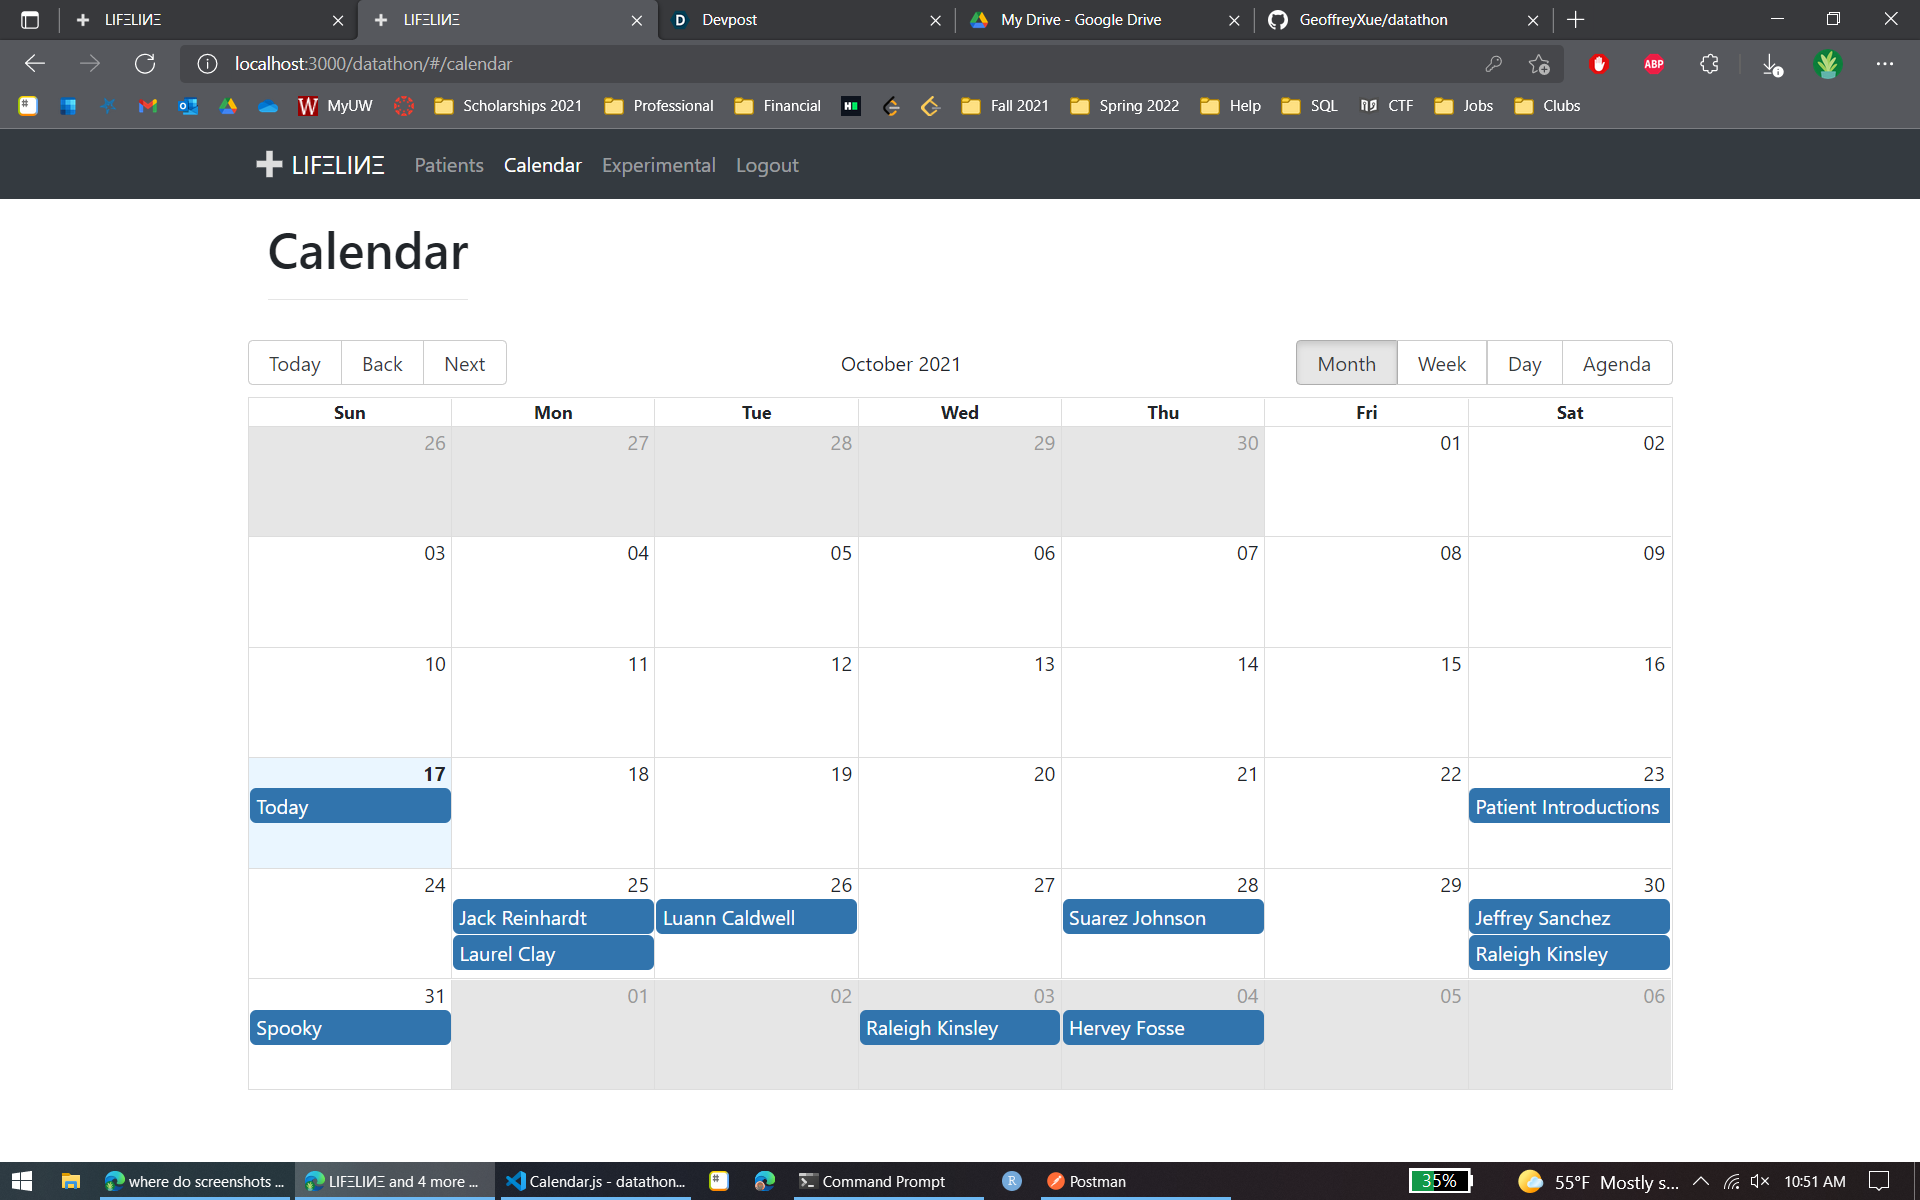 LIFΞLIИΞ
LIFΞLIИΞ
Devpost
My Drive - Google Drive
GeoffreyXue/datathon
localhost:3000/datathon/#/calendar
ABP
MyUW
Scholarships 2021
Professional
Financial
Fall 2021
Spring 2022
Help
SQL
CTF
Jobs
Clubs
LIFΞLIИΞ
Patients
Calendar
Experimental
Logout
Calendar
Today
Back
Next
October 2021
Month
Week
Day
Agenda
Sun Mon Tue Wed Thu Fri Sat
26 27 28 29 30 01 02
03 04 05 06 07 08 09
10 11 12 13 14 15 16
17 18 19 20 21 22 23
Today
Patient Introductions
24 25 26 27 28 29 30
Jack Reinhardt
Luann Caldwell
Suarez Johnson
Jeffrey Sanchez
Laurel Clay
Raleigh Kinsley
31 01 02 03 04 05 06
Spooky
Raleigh Kinsley
Hervey Fosse
where do screenshots ...
LIFΞLIИΞ and 4 more ...
Calendar.js - datathon...
Command Prompt
R
Postman
35%
55°F Mostly s...
10:51 AM